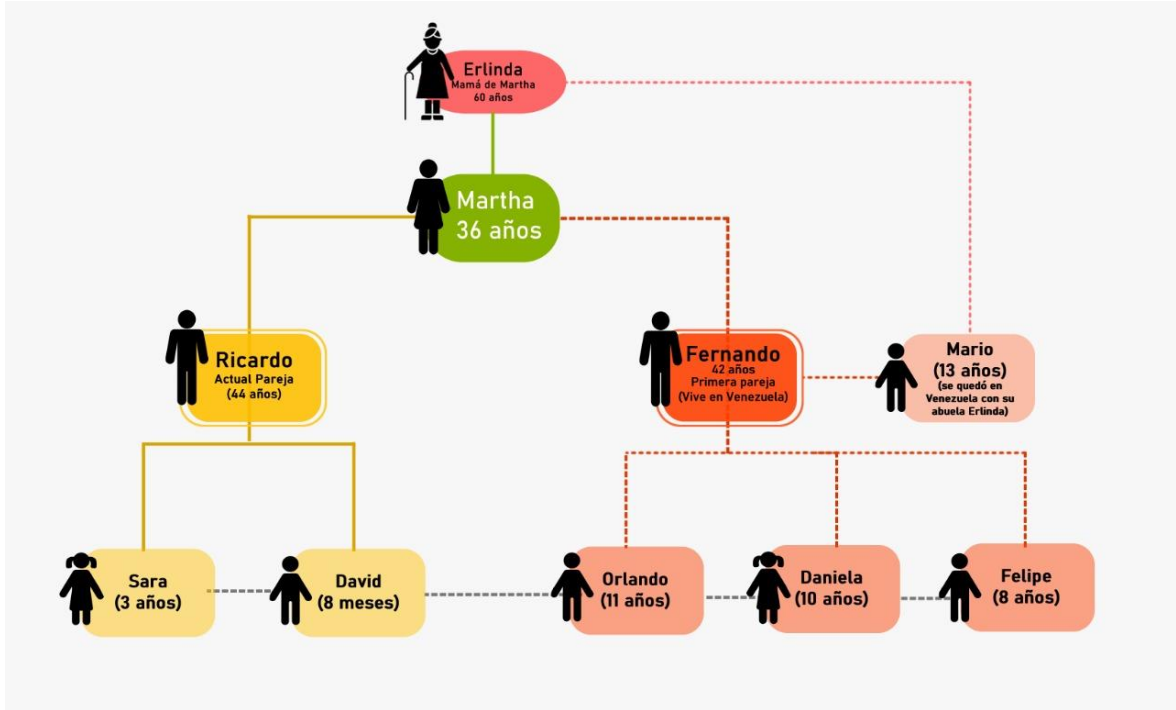 Erlinda
Mamá de Martha
60 años
Martha
36 años
Ricardo
Actual Pareja
(44 años)
Fernando
42 años
Primera pareja
(Vive en Venezuela)
Mario
(13 años)
(se quedó en
Venezuela con su
abuela Erlinda)
Sara
(3 años)
David
(8 meses)
Orlando
(11 años)
Daniela
(10 años)
Felipe
(8 años)